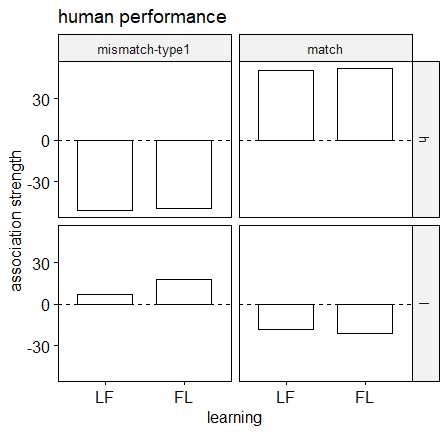 human performance
mismatch-type1 match
30
0
-30
h
30
0
-30
l
association strength
LF FL LF FL
learning